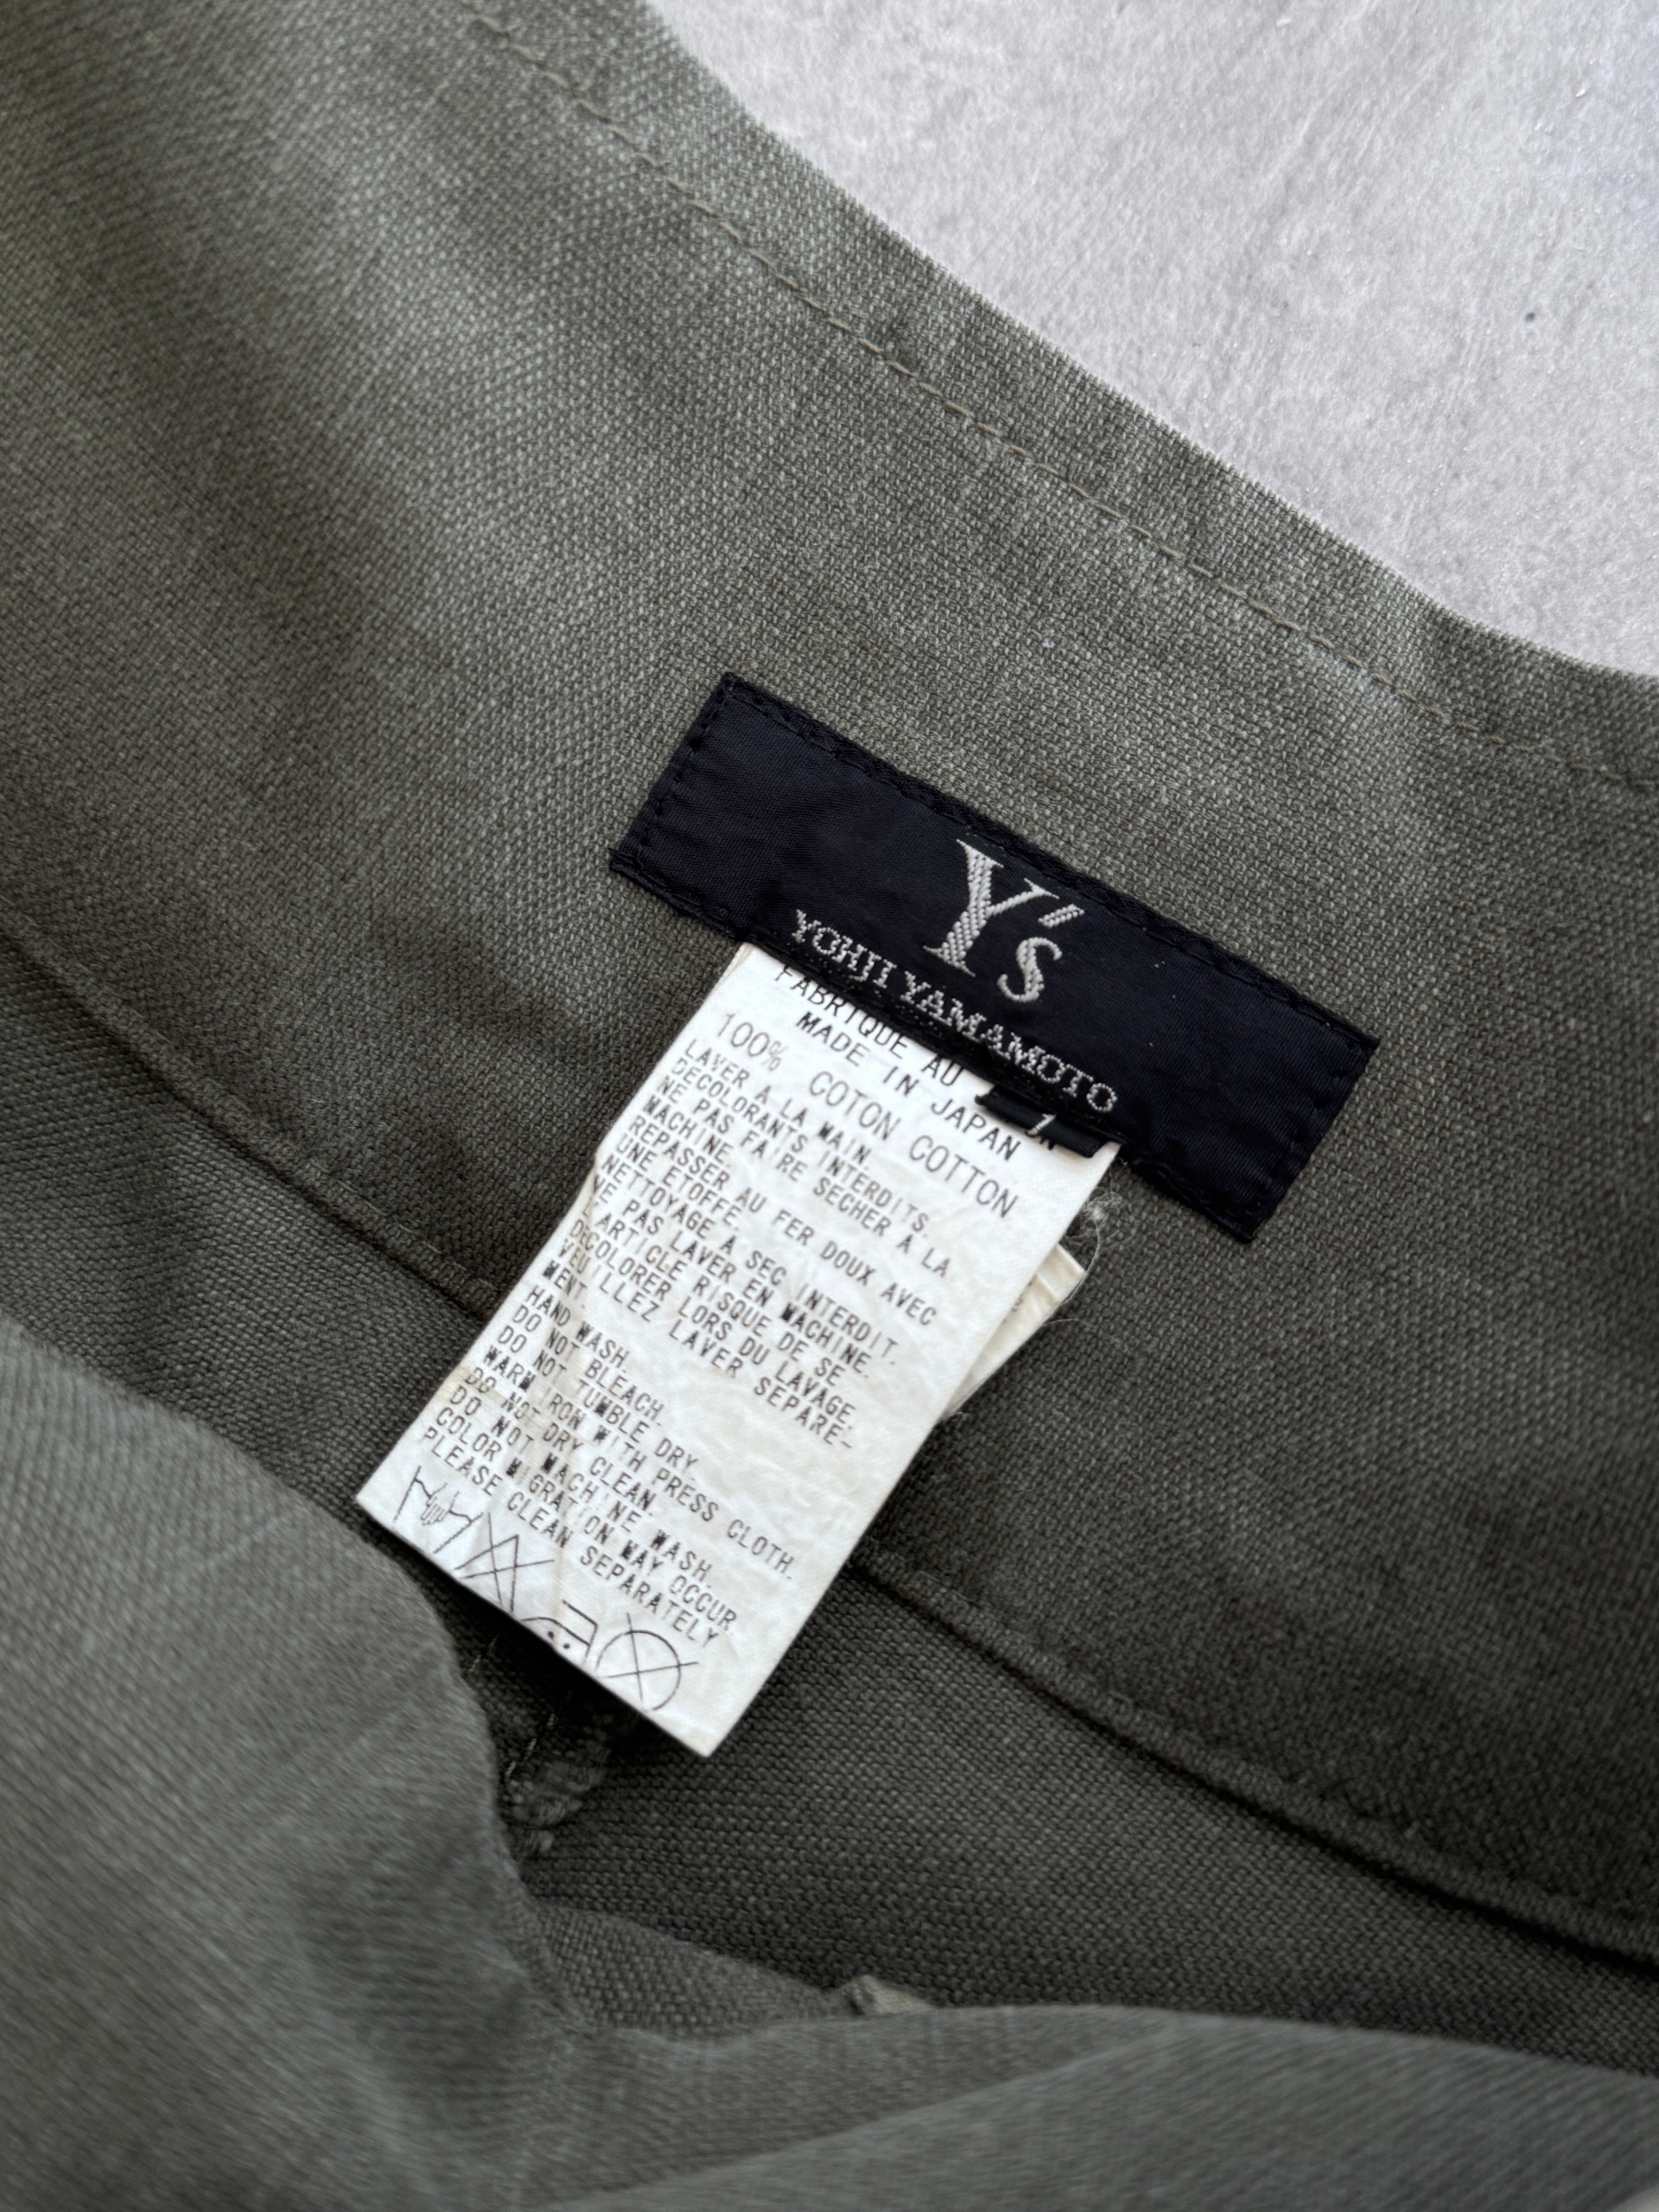 Y's
YOHJI YAMAMOTO
1
FABRIQUE AU
MADE IN JAPAN
100% COTON COTTON
LAVER A LA MAIN
DECOLORANTS INTERDITS.
NE PAS FAIRE SECHER A LA
MACHINE.
REPASSER AU FER DOUX AVEC
UNE ETOFFE.
NETTOYAGE A SEC INTERDIT.
NE PAS LAVER EN MACHINE.
L'ARTICLE RISQUE DE SE
DECOLORER LORS DU LAVAGE.
VEUILLEZ LAVER SEPARE-
MENT.
HAND WASH.
DO NOT BLEACH.
DO NOT TUMBLE DRY.
WARM IRON WITH PRESS CLOTH.
DO NOT DRY CLEAN.
DO NOT MACHINE WASH.
COLOR MIGRATION MAY OCCUR
PLEASE CLEAN SEPARATELY